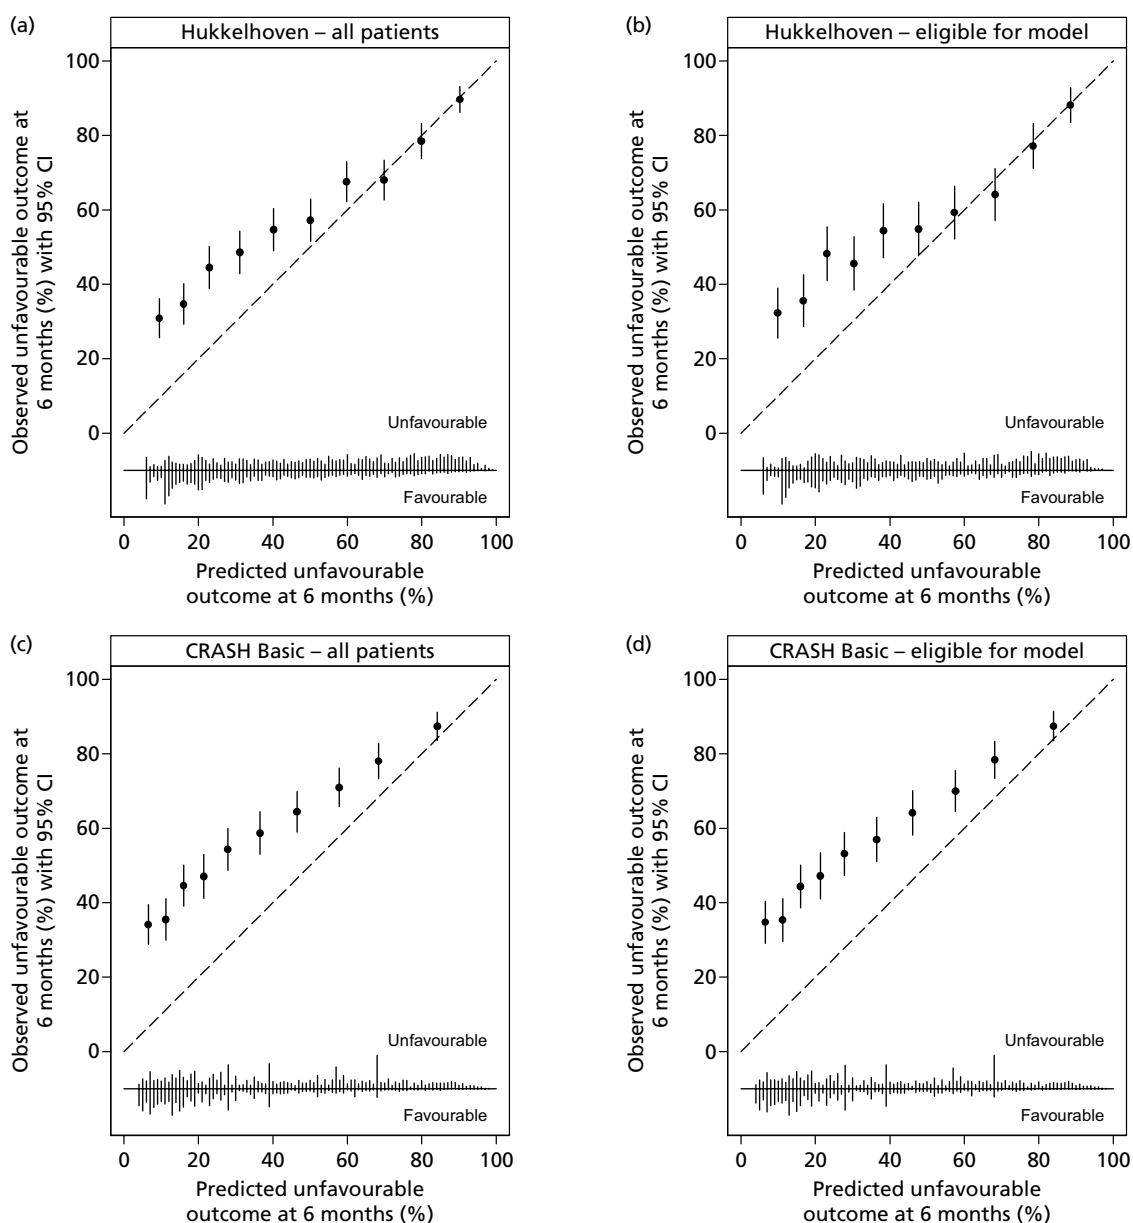 (a)
Hukkelhoven – all patients
100
80
60
40
20
0
Observed unfavourable outcome at
6 months (%) with 95% CI
Unfavourable
Favourable
0 20 40 60 80 100
Predicted unfavourable
outcome at 6 months (%)
(b)
Hukkelhoven – eligible for model
100
80
60
40
20
0
Observed unfavourable outcome at
6 months (%) with 95% CI
Unfavourable
Favourable
0 20 40 60 80 100
Predicted unfavourable
outcome at 6 months (%)
(c)
CRASH Basic – all patients
100
80
60
40
20
0
Observed unfavourable outcome at
6 months (%) with 95% CI
Unfavourable
Favourable
0 20 40 60 80 100
Predicted unfavourable
outcome at 6 months (%)
(d)
CRASH Basic – eligible for model
100
80
60
40
20
0
Observed unfavourable outcome at
6 months (%) with 95% CI
Unfavourable
Favourable
0 20 40 60 80 100
Predicted unfavourable
outcome at 6 months (%)